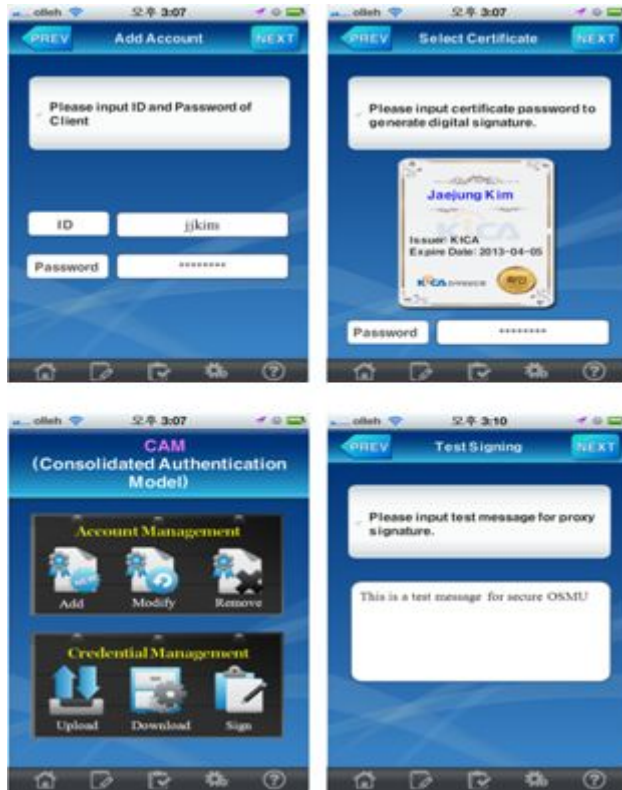 olleh 오후 3:07
PREV Add Account NEXT
Please input ID and Password of
Client
ID jjkim
Password ********
olleh 오후 3:07
PREV Select Certificate NEXT
Please input certificate password to
generate digital signature.
Jaejung Kim
Issuer: KICA
Expire Date: 2013-04-05
KICA
Password ********
olleh 오후 3:07
CAM
(Consolidated Authentication
Model)
Account Management
Add Modify Remove
Credential Management
Upload Download Sign
olleh 오후 3:10
PREV Test Signing NEXT
Please input test message for proxy
signature.
This is a test message for secure OSMU